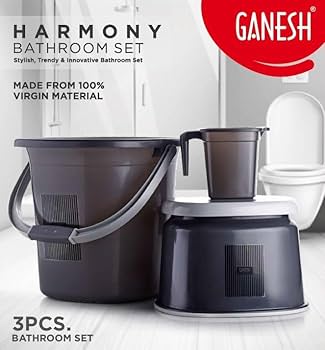 HARMONY
BATHROOM SET
Stylish, Trendy & Innovative Bathroom Set
MADE FROM 100%
VIRGIN MATERIAL
GANESH®
3PCS.
BATHROOM SET